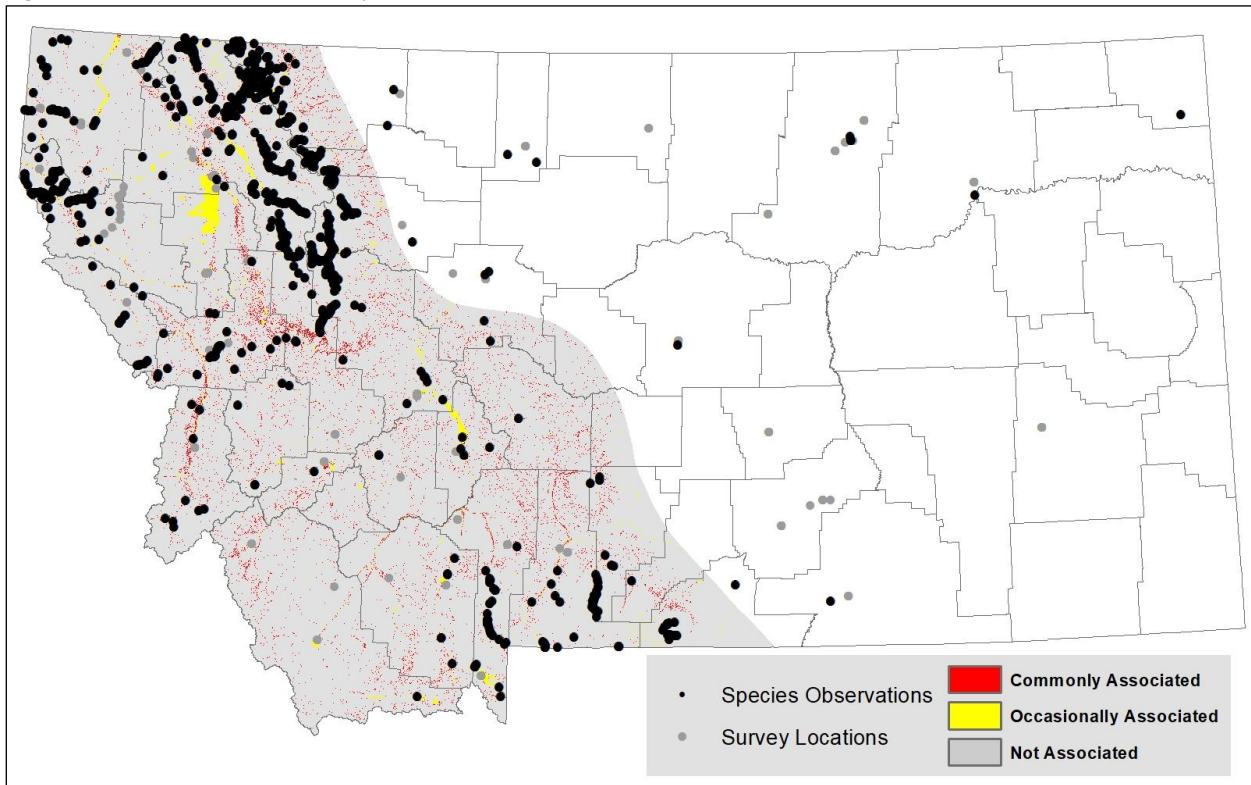 Species Observations
Survey Locations
Commonly Associated
Occasionally Associated
Not Associated